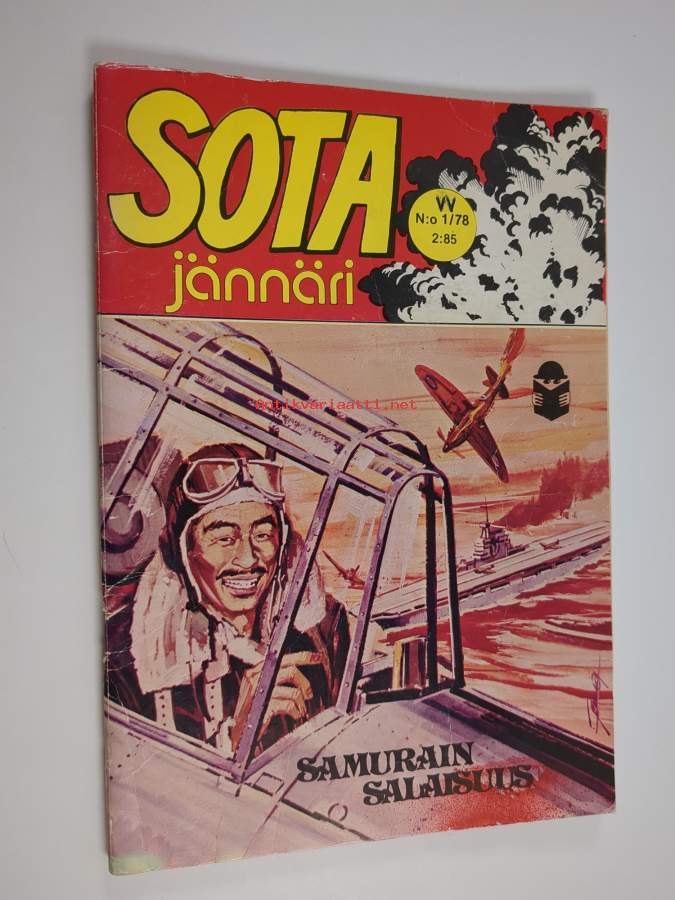 SOTA
jännäri
VV
N:o 1/78
2:85
Antikvariaatti.net
SAMURAIN
SALAISUUS